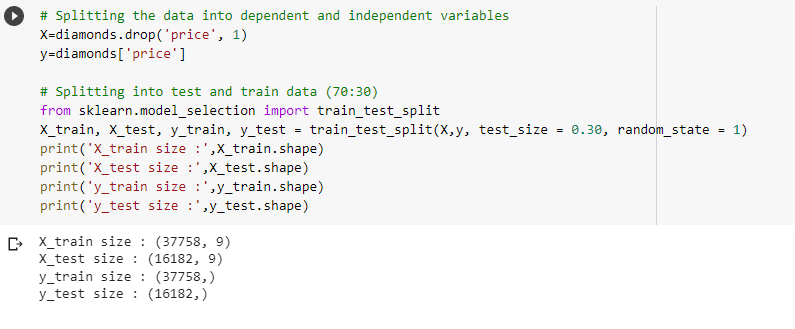 # Splitting the data into dependent and independent variables
X=diamonds.drop('price', 1)
y=diamonds['price']
# Splitting into test and train data (70:30)
from sklearn.model_selection import train_test_split
X_train, X_test, y_train, y_test = train_test_split(X,y, test_size = 0.30, random_state = 1)
print('X_train size :',X_train.shape)
print('X_test size :',X_test.shape)
print('y_train size :',y_train.shape)
print('y_test size :',y_test.shape)
X_train size : (37758, 9)
X_test size : (16182, 9)
y_train size : (37758,)
y_test size : (16182,)